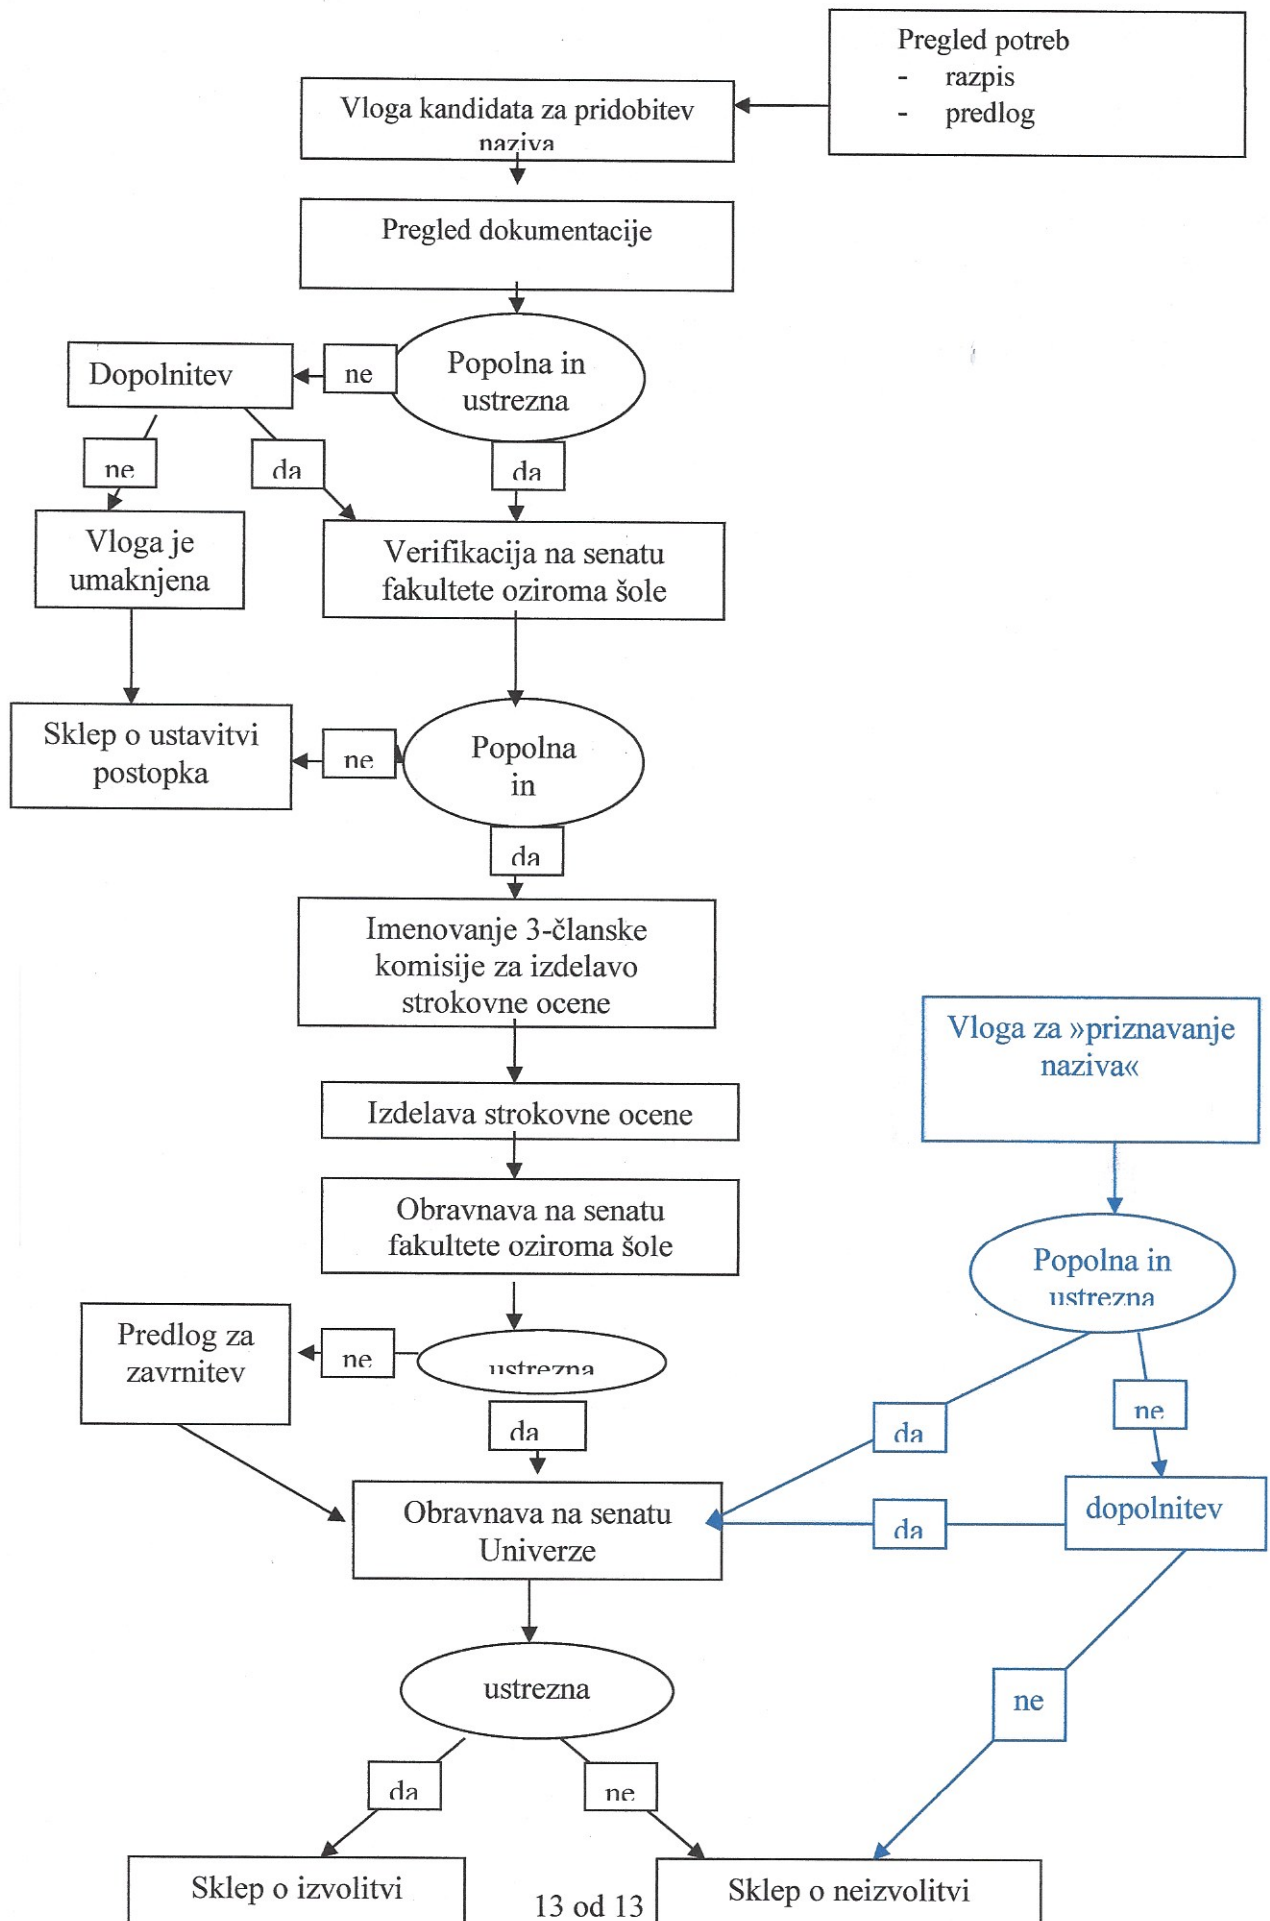 Pregled potreb
- razpis
- predlog
Vloga kandidata za pridobitev
naziva
Pregled dokumentacije
Popolna in
ustrezna
ne
Dopolnitev
ne
da
da
Vloga je
umaknjena
Verifikacija na senatu
fakultete oziroma šole
Sklep o ustavitvi
postopka
ne
Popolna
in
da
Imenovanje 3-članske
komisije za izdelavo
strokovne ocene
Izdelava strokovne ocene
Obravnava na senatu
fakultete oziroma šole
Predlog za
zavrnitev
ne
ustrezna
da
Vloga za »priznavanje
naziva«
Popolna in
ustrezna
da
ne
dopolnitev
da
Obravnava na senatu
Univerze
ustrezna
ne
da
ne
Sklep o izvolitvi
Sklep o neizvolitvi
13 od 13